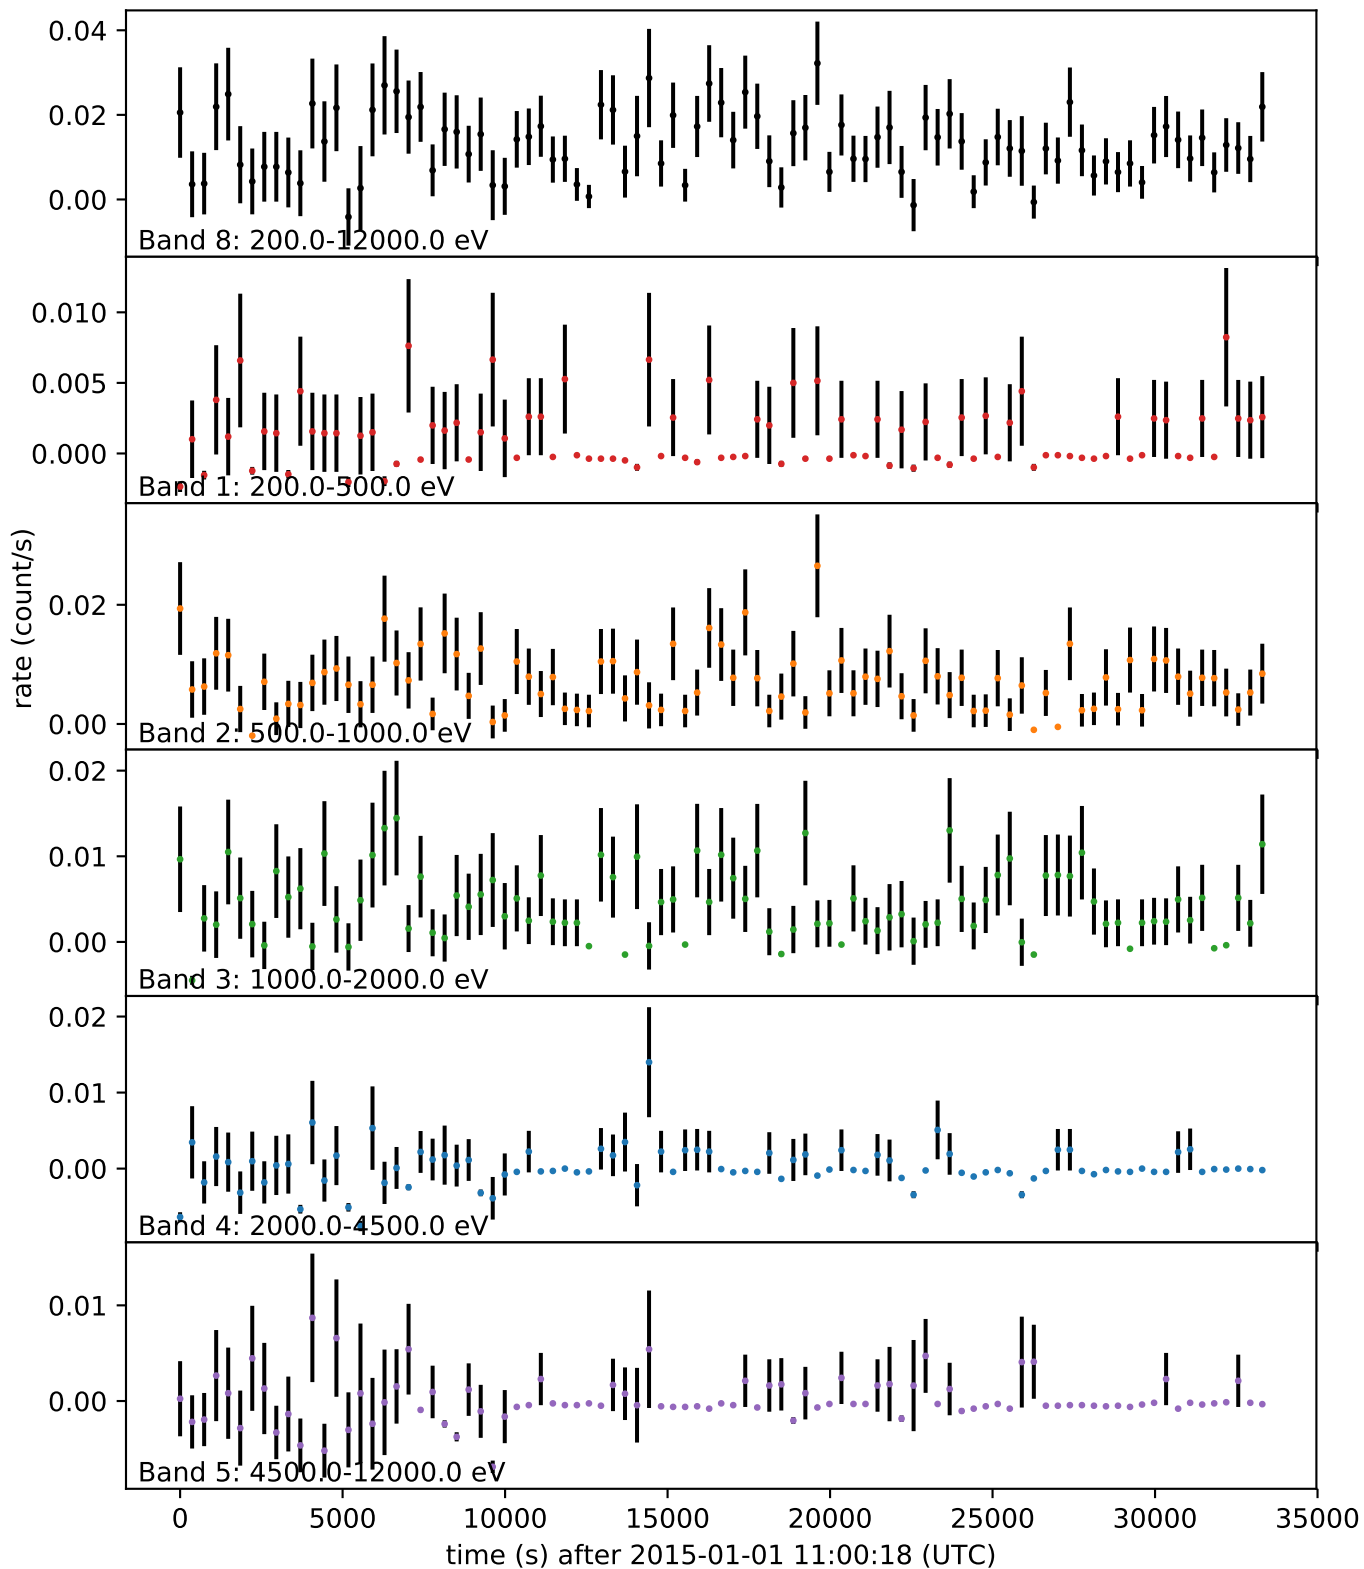 0.04
0.02
0.00
Band 8: 200.0-12000.0 eV
0.010
0.005
0.000
Band 1: 200.0-500.0 eV
rate (count/s)
0.02
0.00
Band 2: 500.0-1000.0 eV
0.02
0.01
0.00
Band 3: 1000.0-2000.0 eV
0.02
0.01
0.00
Band 4: 2000.0-4500.0 eV
0.01
0.00
Band 5: 4500.0-12000.0 eV
0 5000 10000 15000 20000 25000 30000 35000
time (s) after 2015-01-01 11:00:18 (UTC)